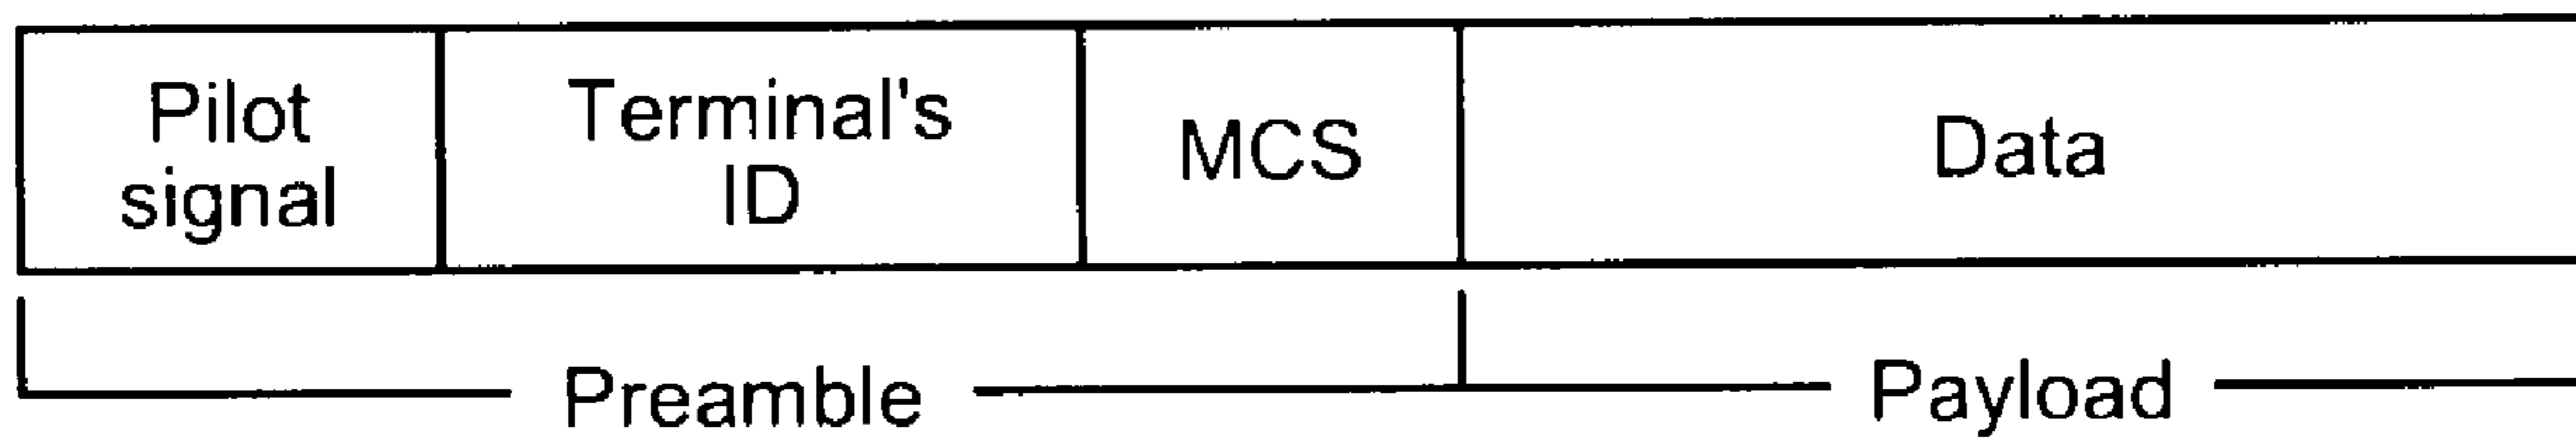 Pilot
signal
Terminal's
ID
MCS
Data
Preamble
Payload